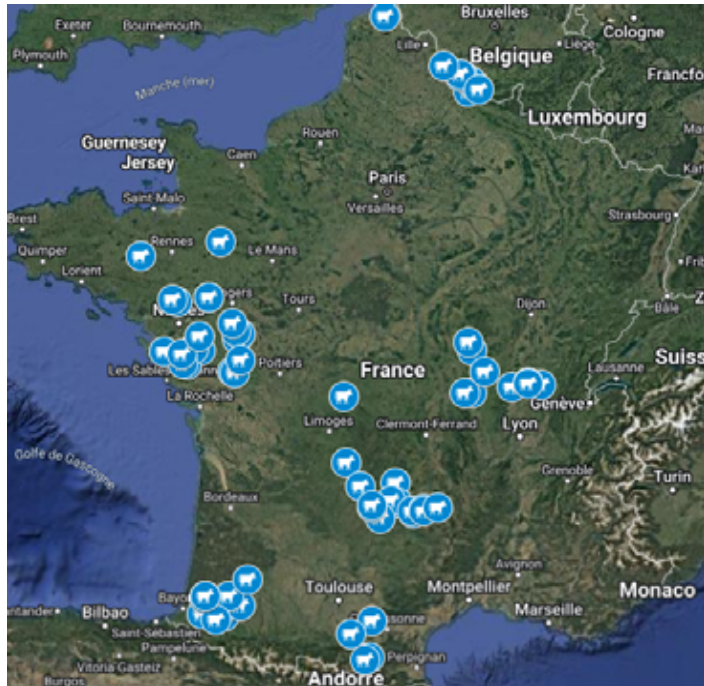 Exeter
Bournemouth
Bruxelles
Cologne
Plymouth
Lille
Belgique
Liège
Francfo
Manche (mer)
Luxembourg
Guernesey
Jersey
Rouen
Caen
Paris
Versailles
Saint-Malo
Brest
Strasbourg
Quimper
Rennes
Le Mans
Lorient
Tours
Dijon
Bâle
Les Sables
Poitiers
France
Lausanne
Suiss
La Rochelle
Genève
Limoges
Clermont-Ferrand
Lyon
Golfe de Gascogne
Grenoble
Turin
Bordeaux
Avignon
Bayo
Toulouse
Montpellier
Monaco
antander
Bilbao
Marseille
Saint-Sébastien
Pampelune
Vitoria Gasteiz
Andorre
Perpignan
Burgos